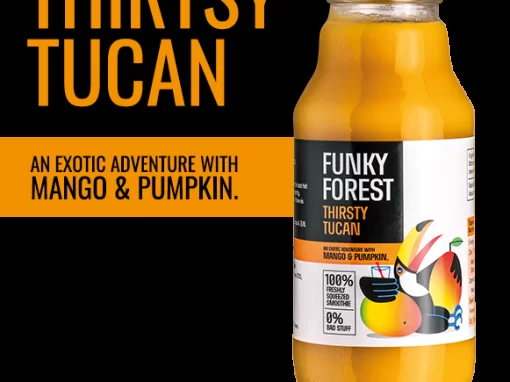 THIRTSY
TUCAN
AN EXOTIC ADVENTURE WITH
MANGO & PUMPKIN.
FUNKY
FOREST
THIRSTY
TUCAN
AN EXOTIC ADVENTURE WITH
MANGO & PUMPKIN.
100%
FRESHLY
SQUEEZED
SMOOTHIE
0%
BAD STUFF